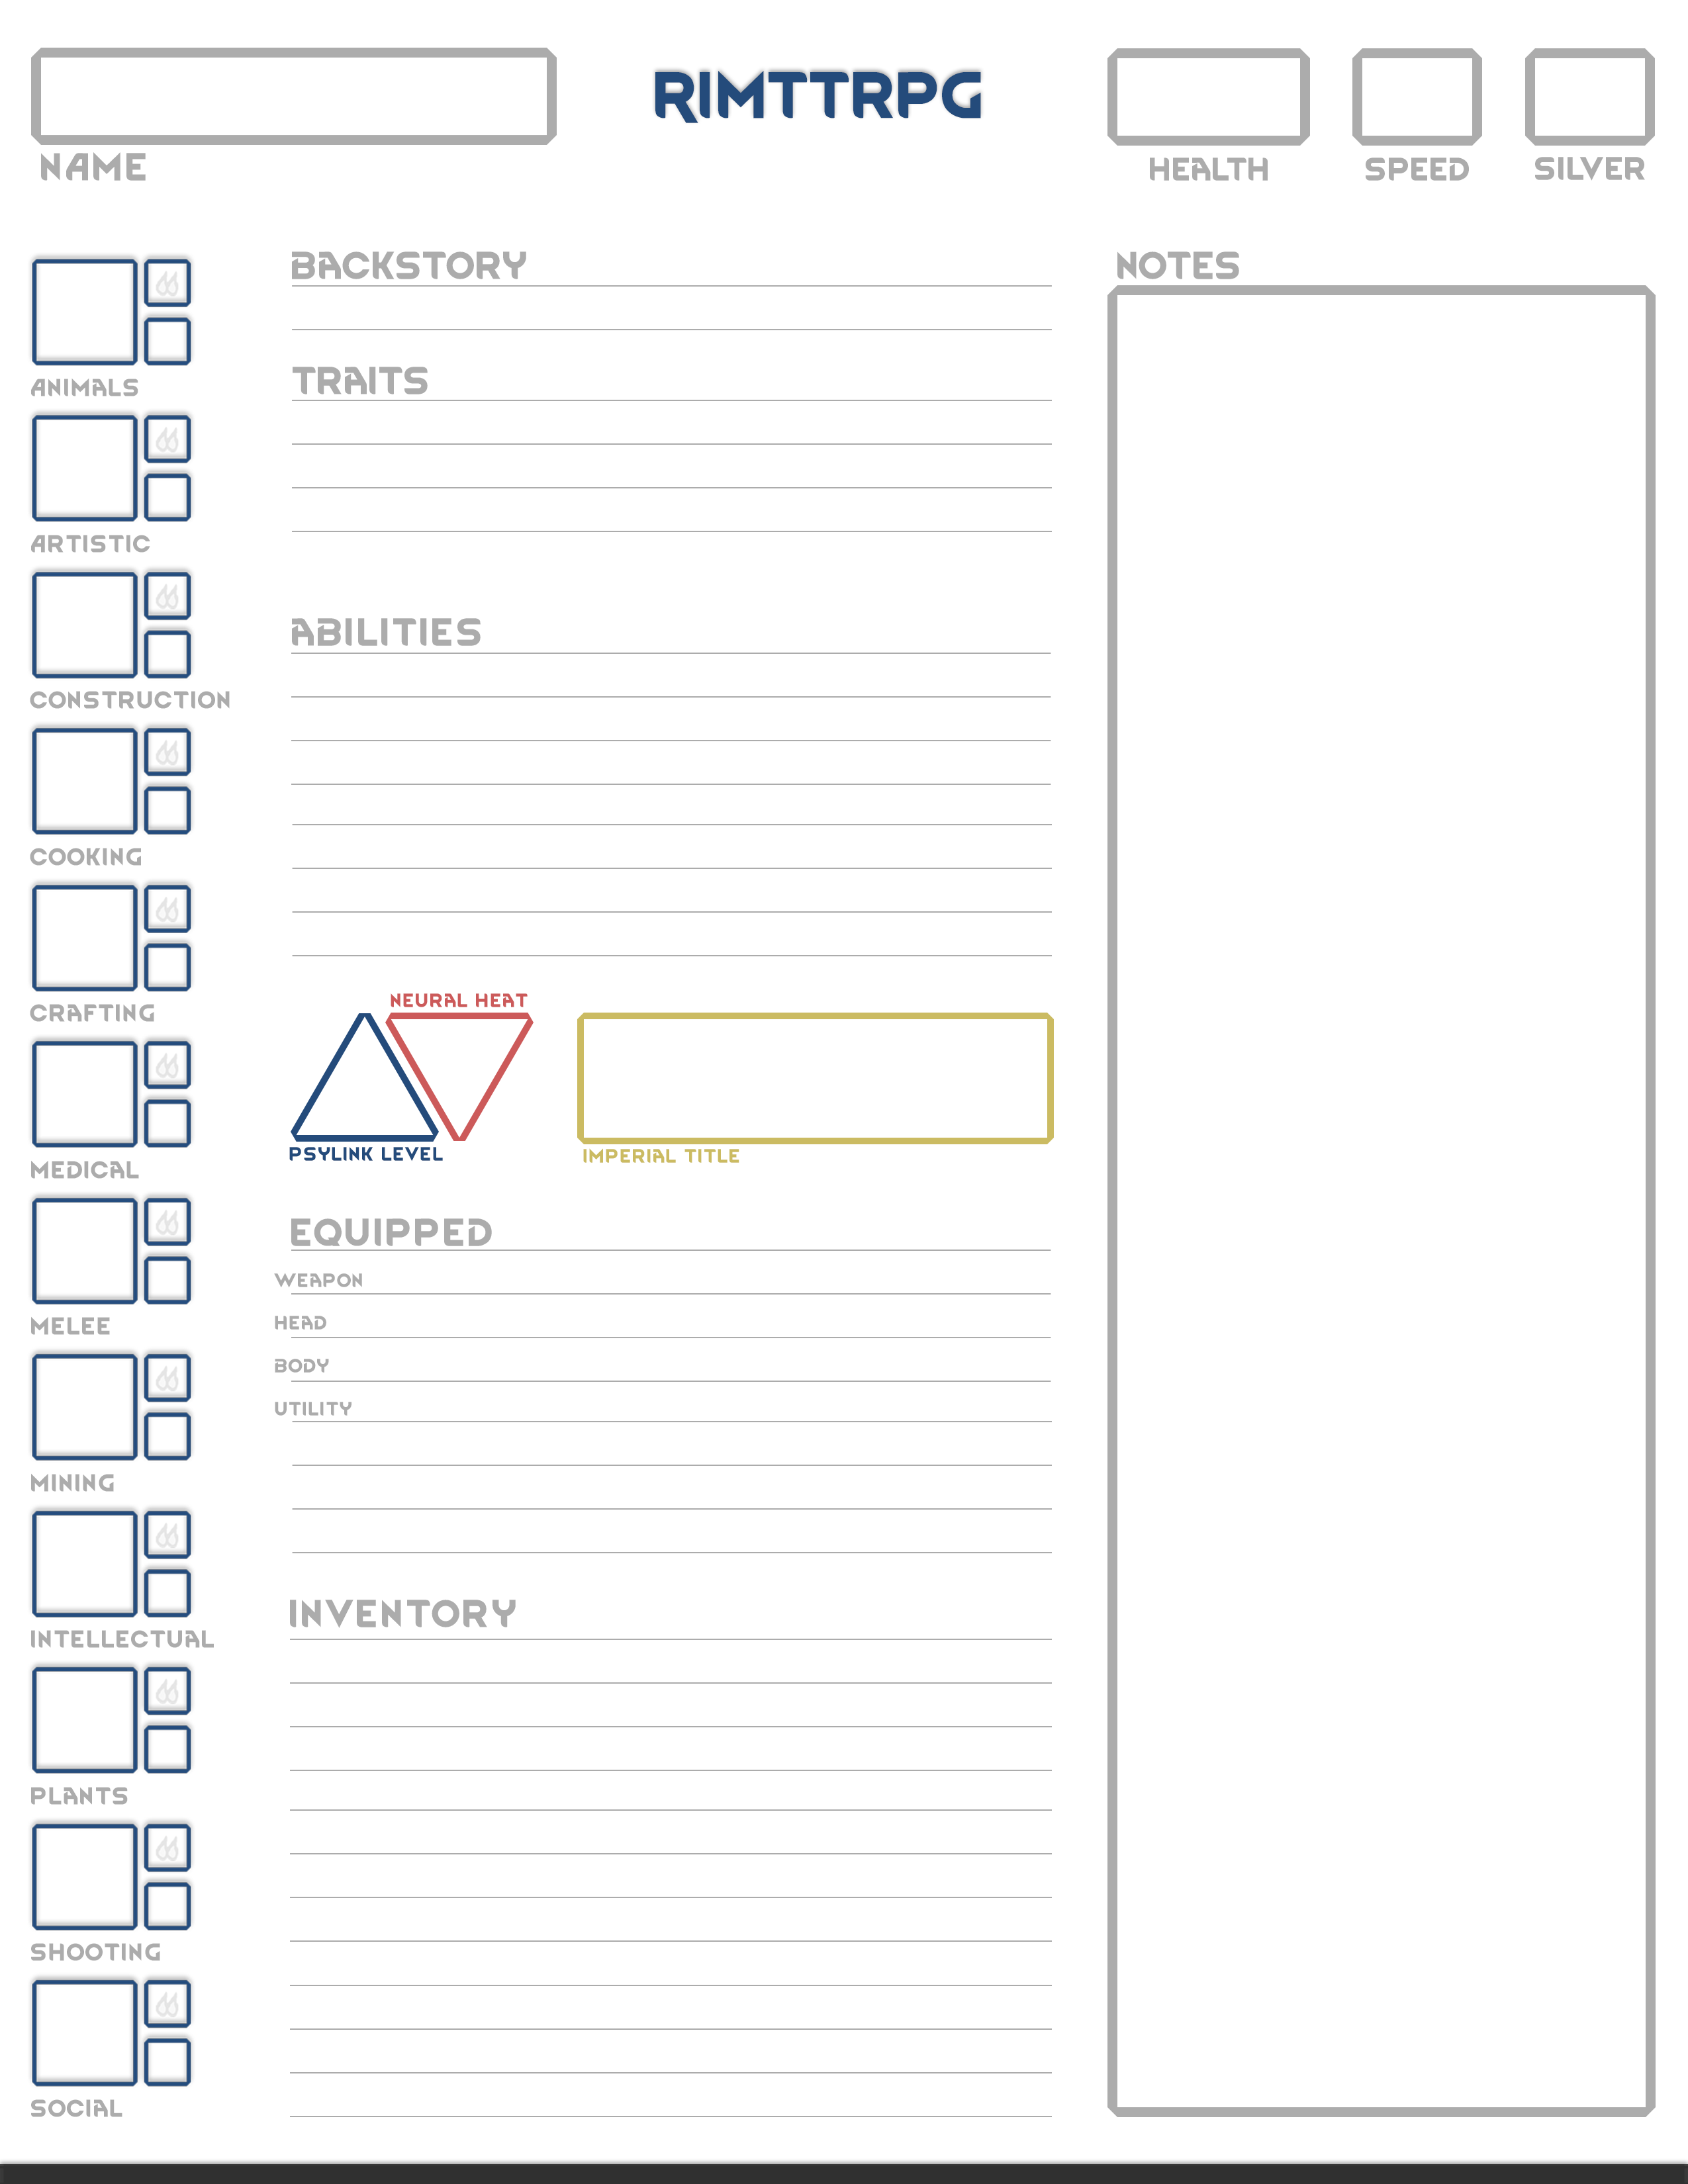 RIMTTRPG
NAME
HEALTH
SPEED
SILVER
ANIMALS
ARTISTIC
CONSTRUCTION
COOKING
CRAFTING
MEDICAL
MELEE
MINING
INTELLECTUAL
PLANTS
SHOOTING
SOCIAL
BACKSTORY
TRAITS
ABILITIES
NEURAL HEAT
PSYLINK LEVEL
IMPERIAL TITLE
EQUIPPED
WEAPON
HEAD
BODY
UTILITY
INVENTORY
NOTES